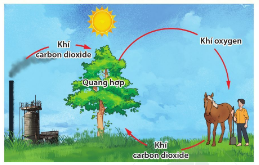 Khí
carbon dioxide
Khí oxygen
Quang hợp
Khí
carbon dioxide